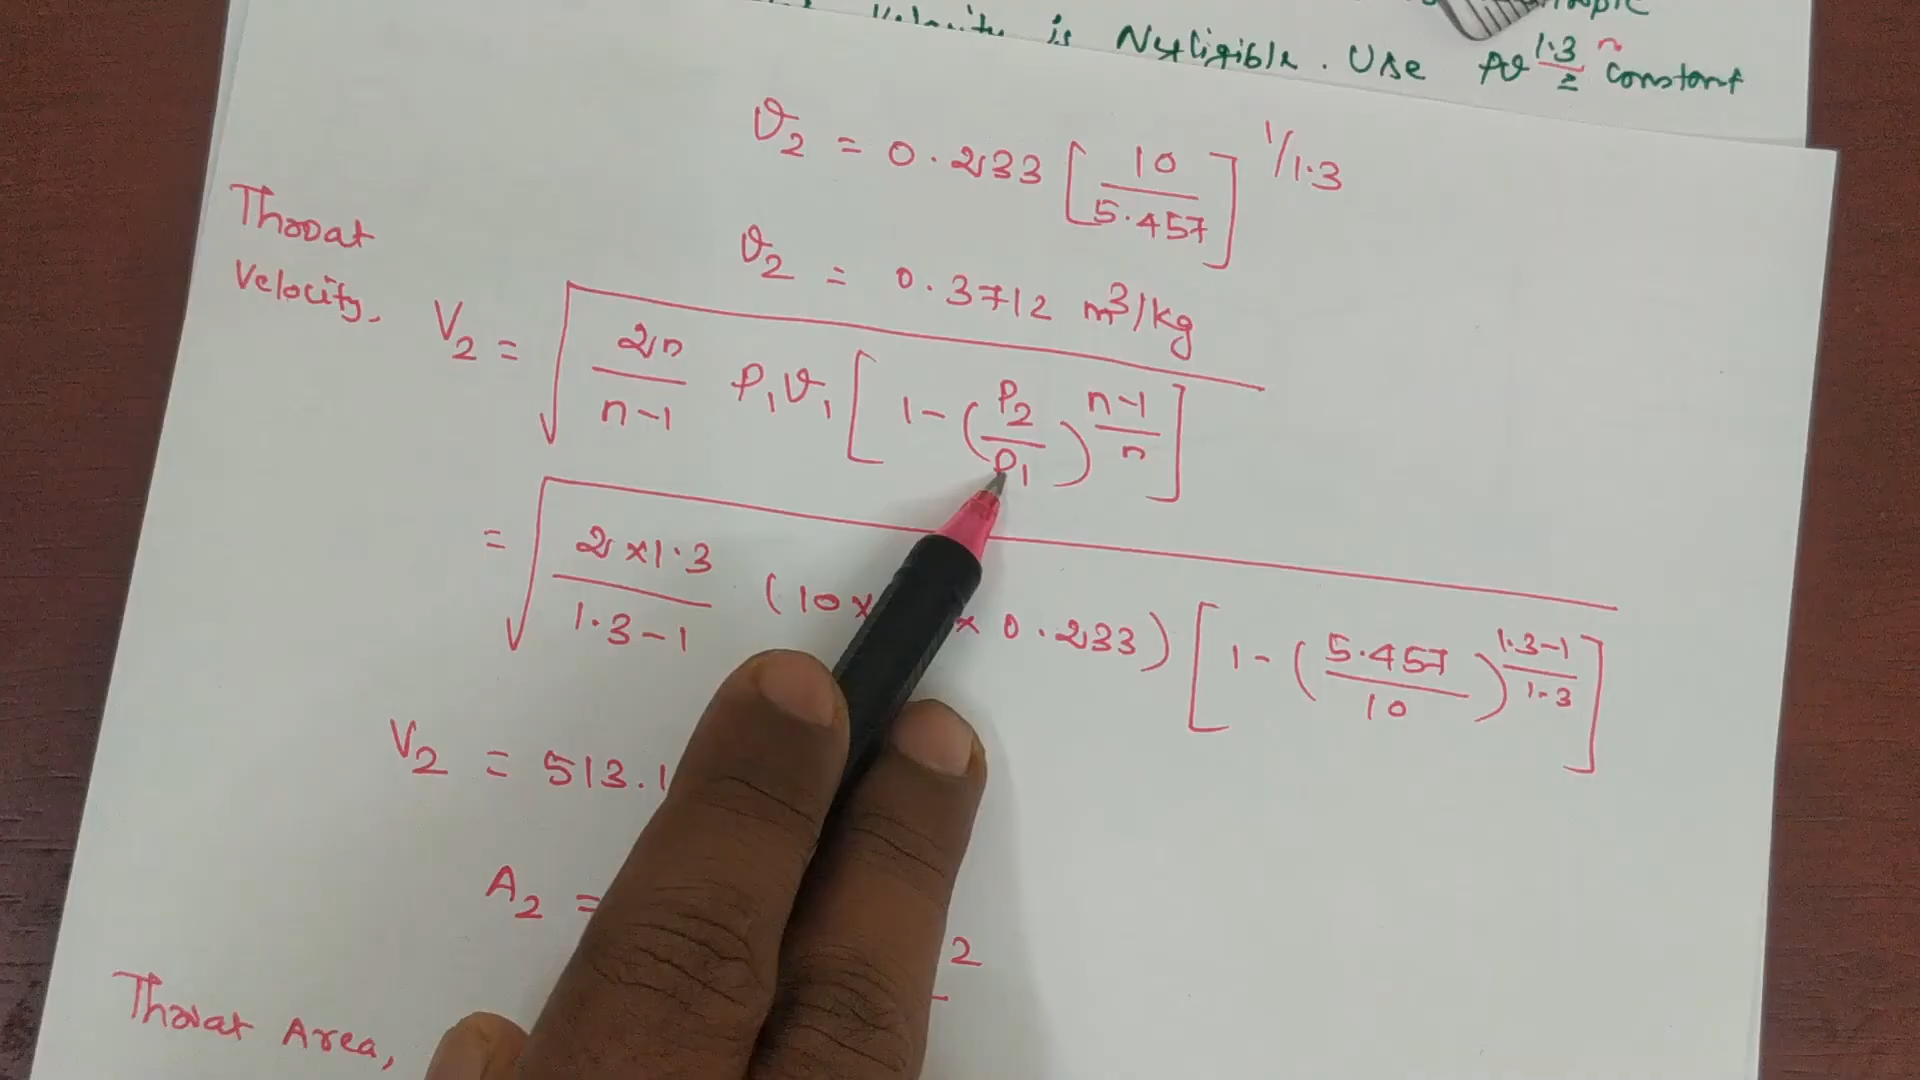 is Negligible. Use Pv^1.3 = constant n
v₂ = 0.233 [10/5.457]^1/1.3
v₂ = 0.3712 m³/kg
Throat
Velocity,
V₂ = √(2n/(n-1) P₁v₁ [1-(P₂/P₁)^((n-1)/n)])
= √((2×1.3)/(1.3-1) (10× × 0.233) [1-(5.457/10)^((1.3-1)/1.3)])
V₂ = 513.1
A₂ =
2
Throat Area,